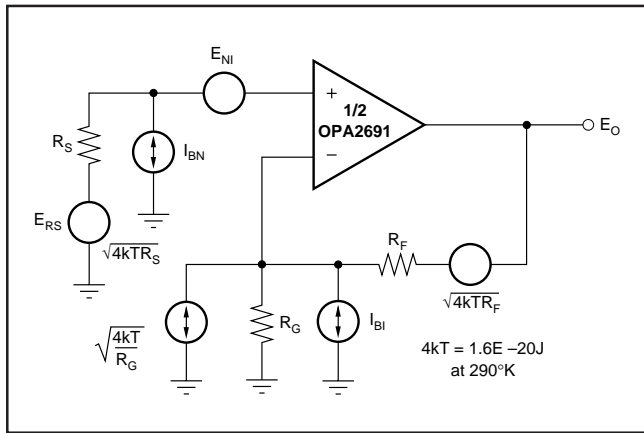 E_NI
+
1/2
OPA2691
−
E_O
R_S
I_BN
E_RS
√4kTR_S
R_F
√4kTR_F
√4kT/R_G
R_G
I_BI
4kT = 1.6E –20J
at 290°K